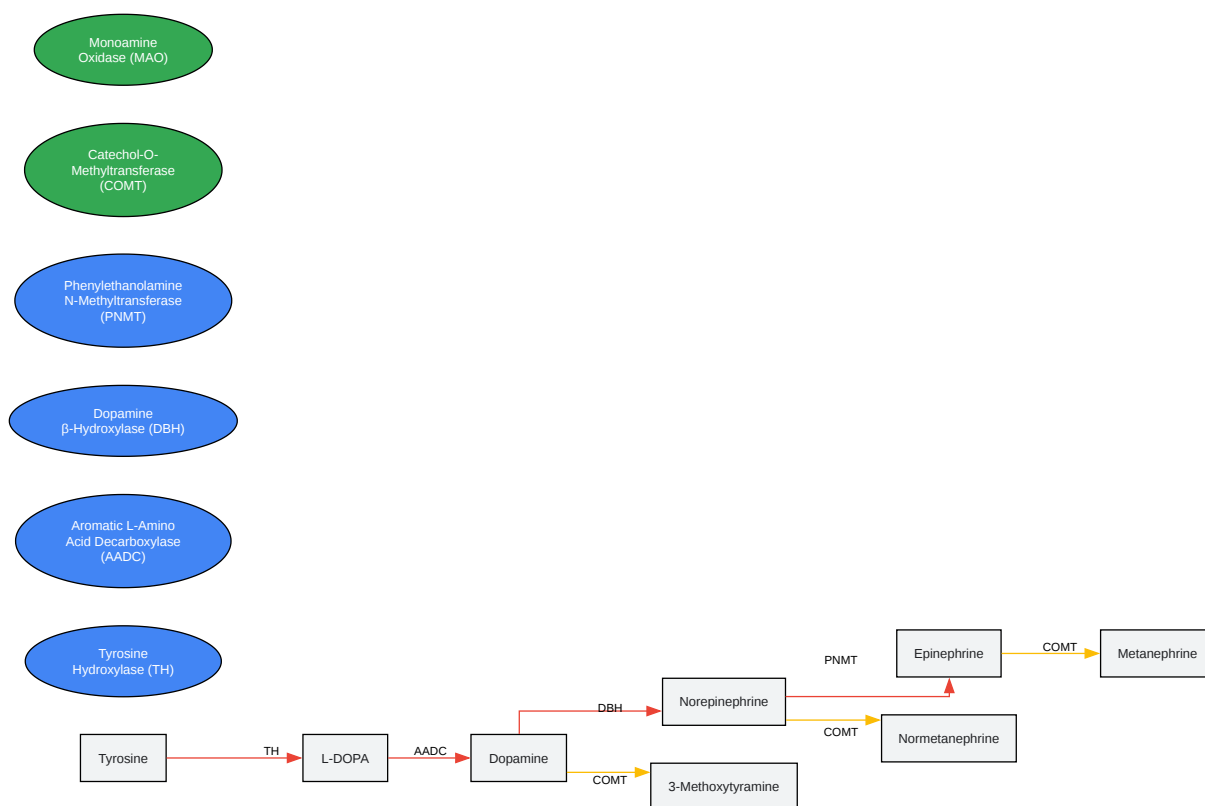 Monoamine
Oxidase (MAO)
Catechol-O-
Methyltransferase
(COMT)
Phenylethanolamine
N-Methyltransferase
(PNMT)
Dopamine
β-Hydroxylase (DBH)
Aromatic L-Amino
Acid Decarboxylase
(AADC)
Tyrosine
Hydroxylase (TH)
Tyrosine
TH
L-DOPA
AADC
Dopamine
DBH
COMT
Norepinephrine
3-Methoxytyramine
PNMT
COMT
Epinephrine
Normetanephrine
COMT
Metanephrine